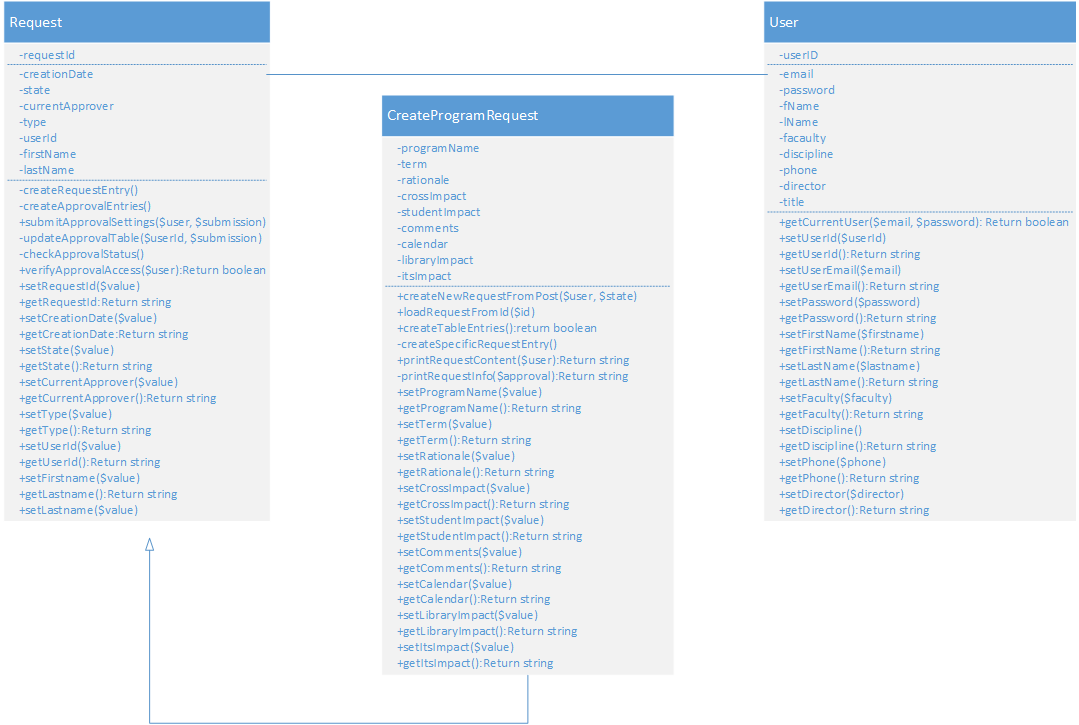 Request
-requestId
-creationDate
-state
-currentApprover
-type
-userId
-firstName
-lastName
-createRequestEntry()
-createApprovalEntries()
+submitApprovalSettings($user, $submission)
-updateApprovalTable($userId, $submission)
-checkApprovalStatus()
+verifyApprovalAccess($user):Return boolean
+setRequestId($value)
+getRequestId:Return string
+setCreationDate($value)
+getCreationDate:Return string
+setState($value)
+getState():Return string
+setCurrentApprover($value)
+getCurrentApprover():Return string
+setType($value)
+getType():Return string
+setUserId($value)
+getUserId():Return string
+setFirstname($value)
+getLastname():Return string
+setLastname($value)
CreateProgramRequest
-programName
-term
-rationale
-crossImpact
-studentImpact
-comments
-calendar
-libraryImpact
-itsImpact
+createNewRequestFromPost($user, $state)
+loadRequestFromId($id)
+createTableEntries():return boolean
-createSpecificRequestEntry()
+printRequestContent($user):Return string
-printRequestInfo($approval):Return string
+setProgramName($value)
+getProgramName():Return string
+setTerm($value)
+getTerm():Return string
+setRationale($value)
+getRationale():Return string
+setCrossImpact($value)
+getCrossImpact():Return string
+setStudentImpact($value)
+getStudentImpact():Return string
+setComments($value)
+getComments():Return string
+setCalendar($value)
+getCalendar():Return string
+setLibraryImpact($value)
+getLibraryImpact():Return string
+setItsImpact($value)
+getItsImpact():Return string
User
-userID
-email
-password
-fName
-lName
-facaulty
-discipline
-phone
-director
-title
+getCurrentUser($email, $password): Return boolean
+setUserId($userId)
+getUserId():Return string
+setUserEmail($email)
+getUserEmail():Return string
+setPassword($password)
+getPassword():Return string
+setFirstName($firstname)
+getFirstName():Return string
+setLastName($lastname)
+getLastName():Return string
+setFaculty($faculty)
+getFaculty():Return string
+setDiscipline()
+getDiscipline():Return string
+setPhone($phone)
+getPhone():Return string
+setDirector($director)
+getDirector():Return string